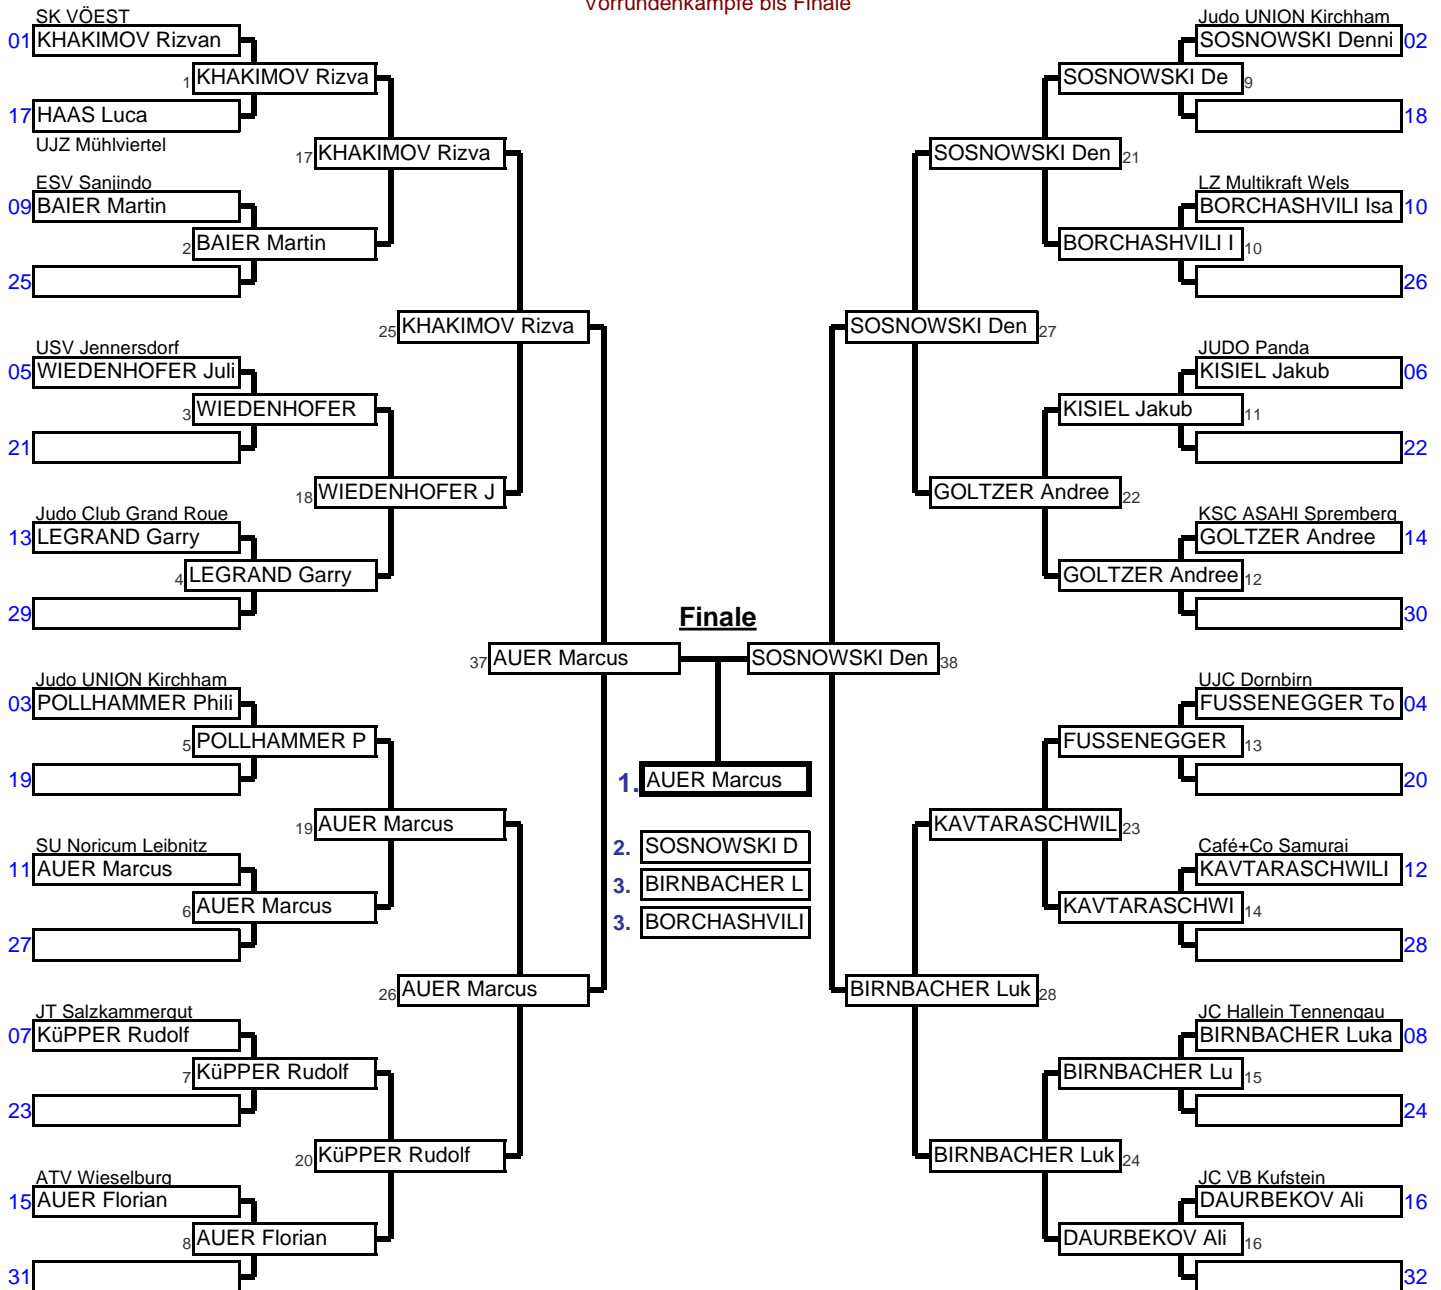 Vorrundenkämpfe bis Finale
SK VÖEST
01 KHAKIMOV Rizvan
1 KHAKIMOV Rizva
17 HAAS Luca
UJZ Mühlviertel
17 KHAKIMOV Rizva
ESV Sanjindo
09 BAIER Martin
2 BAIER Martin
25
25 KHAKIMOV Rizva
USV Jennersdorf
05 WIEDENHOFER Juli
3 WIEDENHOFER
21
18 WIEDENHOFER J
Judo Club Grand Roue
13 LEGRAND Garry
4 LEGRAND Garry
29
Finale
37 AUER Marcus
SOSNOWSKI Den 38
Judo UNION Kirchham
03 POLLHAMMER Phili
5 POLLHAMMER P
19
19 AUER Marcus
SU Noricum Leibnitz
11 AUER Marcus
6 AUER Marcus
27
26 AUER Marcus
JT Salzkammergut
07 KüPPER Rudolf
7 KüPPER Rudolf
23
20 KüPPER Rudolf
ATV Wieselburg
15 AUER Florian
8 AUER Florian
31
1. AUER Marcus
2. SOSNOWSKI D
3. BIRNBACHER L
3. BORCHASHVILI
Judo UNION Kirchham
SOSNOWSKI Denni 02
SOSNOWSKI De 9
18
SOSNOWSKI Den 21
LZ Multikraft Wels
BORCHASHVILI Isa 10
BORCHASHVILI I 10
26
SOSNOWSKI Den 27
JUDO Panda
KISIEL Jakub 06
KISIEL Jakub 11
22
GOLTZER Andree 22
KSC ASAHI Spremberg
GOLTZER Andree 14
GOLTZER Andree 12
30
UJC Dornbirn
FUSSENEGGER To 04
FUSSENEGGER 13
20
KAVTARASCHWIL 23
Café+Co Samurai
KAVTARASCHWILI 12
KAVTARASCHWI 14
28
BIRNBACHER Luk 28
JC Hallein Tennengau
BIRNBACHER Luka 08
BIRNBACHER Lu 15
24
BIRNBACHER Luk 24
JC VB Kufstein
DAURBEKOV Ali 16
DAURBEKOV Ali 16
32